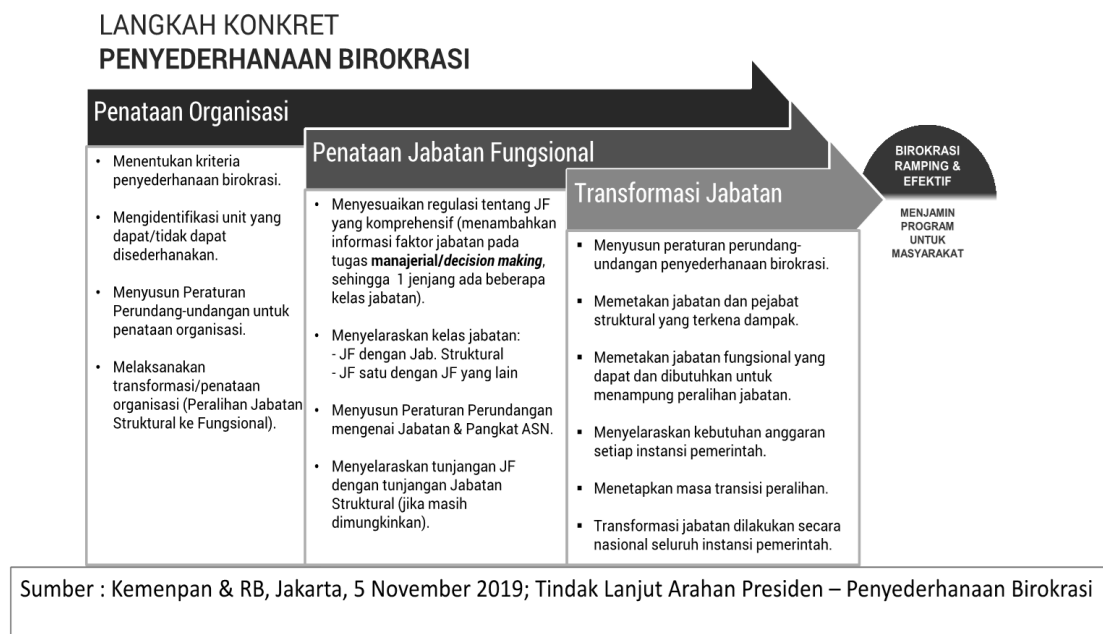 LANGKAH KONKRET
PENYEDERHANAAN BIROKRASI
Penataan Organisasi
• Menentukan kriteria
penyederhanaan birokrasi.
• Mengidentifikasi unit yang
dapat/tidak dapat
disederhanakan.
• Menyusun Peraturan
Perundang-undangan untuk
penataan organisasi.
• Melaksanakan
transformasi/penataan
organisasi (Peralihan Jabatan
Struktural ke Fungsional).
Penataan Jabatan Fungsional
• Menyesuaikan regulasi tentang JF
yang komprehensif (menambahkan
informasi faktor jabatan pada
tugas manajerial/decision making,
sehingga 1 jenjang ada beberapa
kelas jabatan).
• Menyelaraskan kelas jabatan:
- JF dengan Jab. Struktural
- JF satu dengan JF yang lain
• Menyusun Peraturan Perundangan
mengenai Jabatan & Pangkat ASN.
• Menyelaraskan tunjangan JF
dengan tunjangan Jabatan
Struktural (jika masih
dimungkinkan).
Transformasi Jabatan
▪ Menyusun peraturan perundang-
undangan penyederhanaan birokrasi.
▪ Memetakan jabatan dan pejabat
struktural yang terkena dampak.
▪ Memetakan jabatan fungsional yang
dapat dan dibutuhkan untuk
menampung peralihan jabatan.
▪ Menyelaraskan kebutuhan anggaran
setiap instansi pemerintah.
▪ Menetapkan masa transisi peralihan.
▪ Transformasi jabatan dilakukan secara
nasional seluruh instansi pemerintah.
BIROKRASI
RAMPING &
EFEKTIF
MENJAMIN
PROGRAM
UNTUK
MASYARAKAT
Sumber : Kemenpan & RB, Jakarta, 5 November 2019; Tindak Lanjut Arahan Presiden – Penyederhanaan Birokrasi